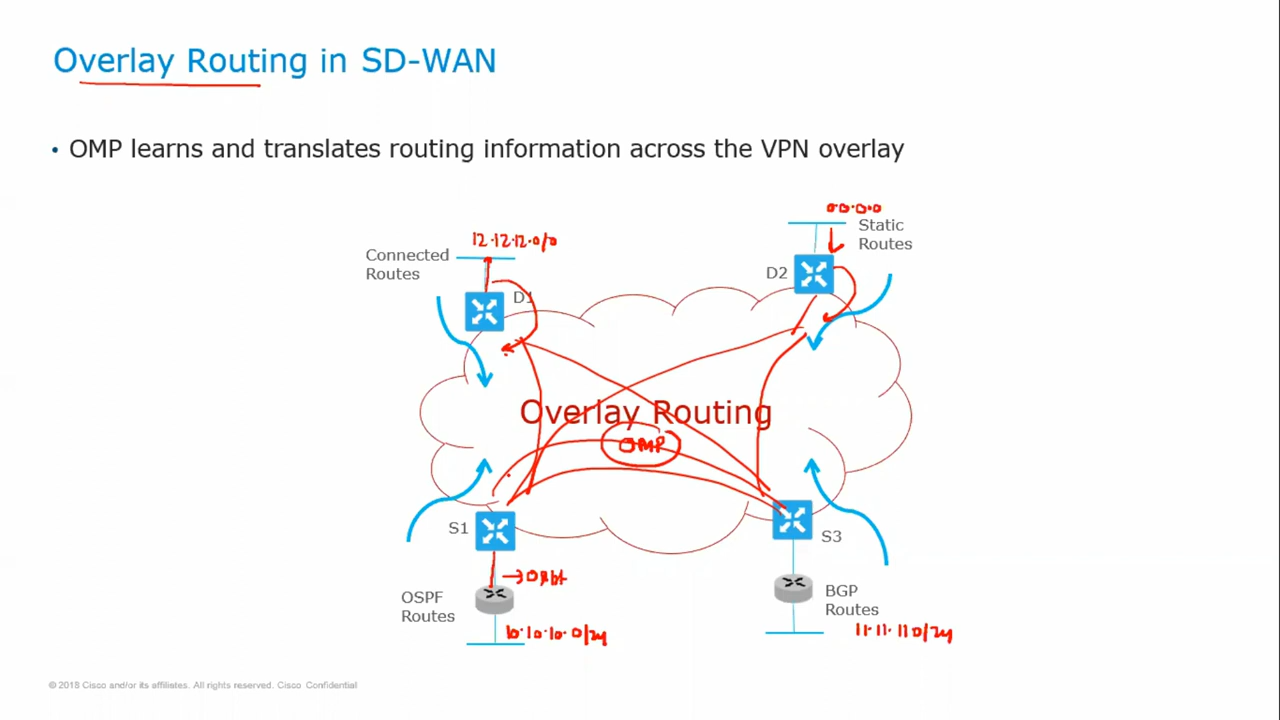 Overlay Routing in SD-WAN
• OMP learns and translates routing information across the VPN overlay
0.0.0.0
12.12.12.0/0
Static
Routes
Connected
Routes
D2
D1
Overlay Routing
OMP
S1
S3
OSPF
Routes
BGP
Routes
10.10.10.0/24
11.11.11 0/24
© 2018 Cisco and/or its affiliates. All rights reserved. Cisco Confidential